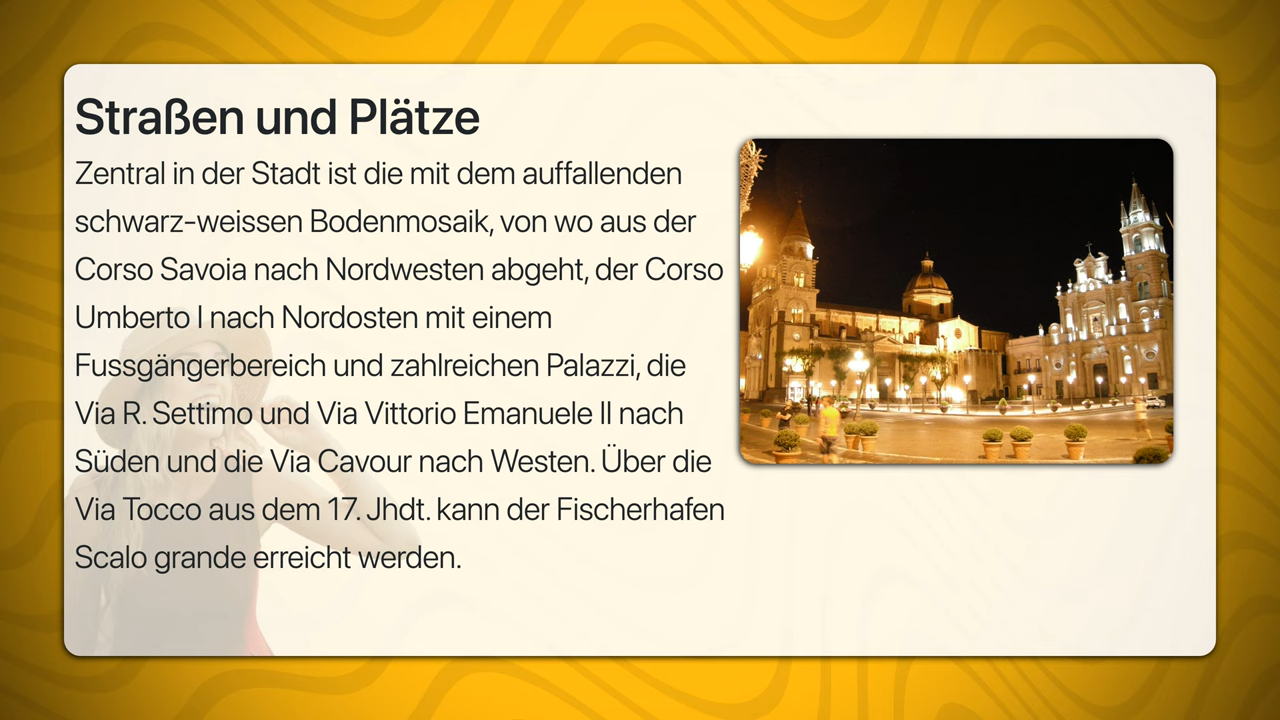 Straßen und Plätze
Zentral in der Stadt ist die mit dem auffallenden
schwarz-weissen Bodenmosaik, von wo aus der
Corso Savoia nach Nordwesten abgeht, der Corso
Umberto I nach Nordosten mit einem
Fussgängerbereich und zahlreichen Palazzi, die
Via R. Settimo und Via Vittorio Emanuele II nach
Süden und die Via Cavour nach Westen. Über die
Via Tocco aus dem 17. Jhdt. kann der Fischerhafen
Scalo grande erreicht werden.